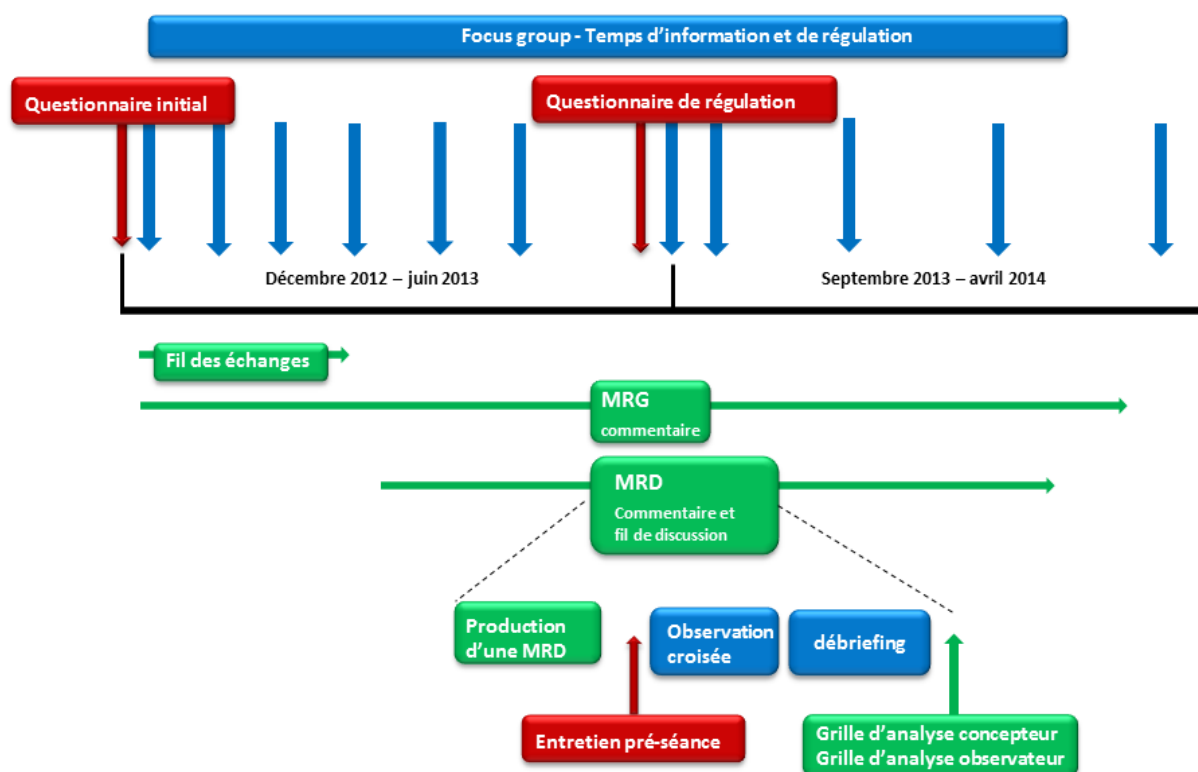 Focus group - Temps d'information et de régulation
Questionnaire initial
Questionnaire de régulation
Décembre 2012 – juin 2013
Septembre 2013 – avril 2014
Fil des échanges
MRG
commentaire
MRD
Commentaire et
fil de discussion
Production
d'une MRD
Observation
croisée
débriefing
Entretien pré-séance
Grille d'analyse concepteur
Grille d'analyse observateur